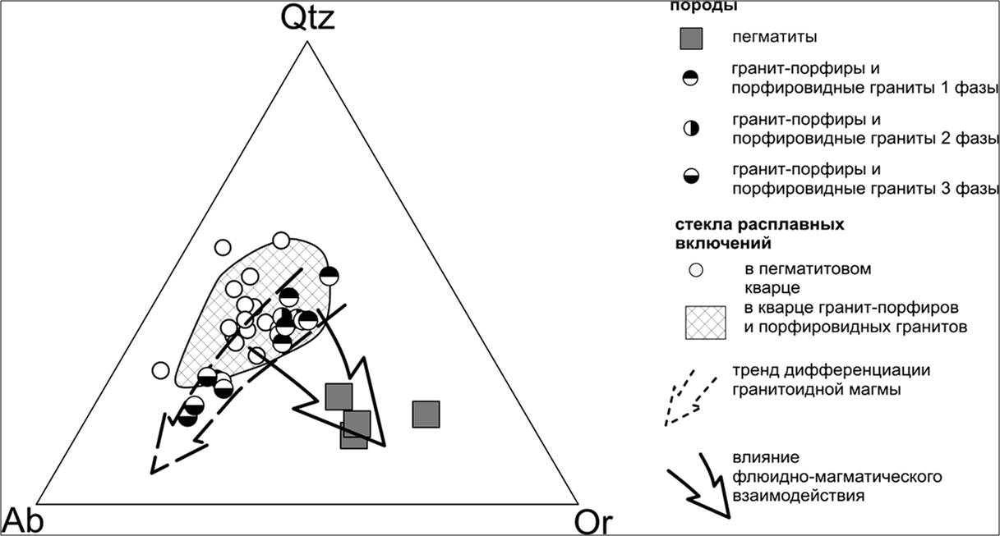 Qtz
Ab
Or
породы
пегматиты
гранит-порфиры и
порфировидные граниты 1 фазы
гранит-порфиры и
порфировидные граниты 2 фазы
гранит-порфиры и
порфировидные граниты 3 фазы
стекла расплавных
включений
в пегматитовом
кварце
в кварце гранит-порфиров
и порфировидных гранитов
тренд дифференциации
гранитоидной магмы
влияние
флюидно-магматического
взаимодействия